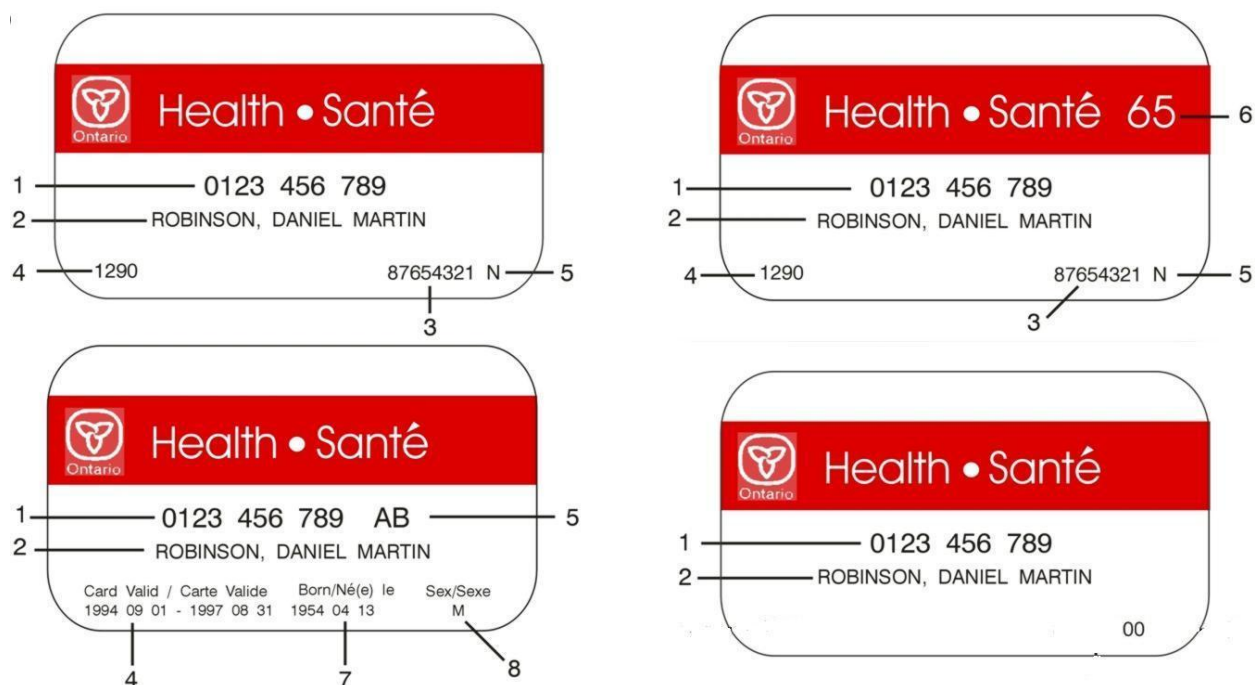 Ontario
Health • Santé
1 0123 456 789
2 ROBINSON, DANIEL MARTIN
4 1290 87654321 N 5
3
Ontario
Health • Santé 65 6
1 0123 456 789
2 ROBINSON, DANIEL MARTIN
4 1290 87654321 N 5
3
Ontario
Health • Santé
1 0123 456 789 AB 5
2 ROBINSON, DANIEL MARTIN
Card Valid / Carte Valide Born/Né(e) le Sex/Sexe
1994 09 01 - 1997 08 31 1954 04 13 M
4 7 8
Ontario
Health • Santé
1 0123 456 789
2 ROBINSON, DANIEL MARTIN
00